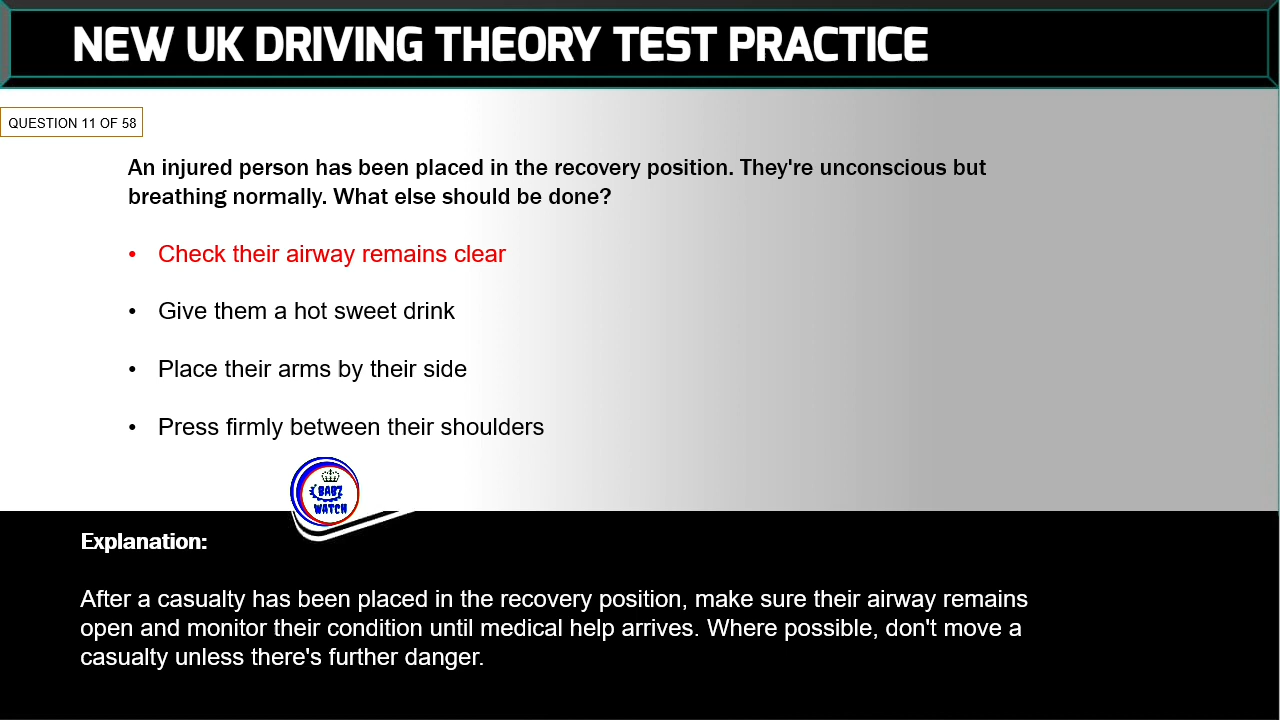 NEW UK DRIVING THEORY TEST PRACTICE
QUESTION 11 OF 58
An injured person has been placed in the recovery position. They're unconscious but
breathing normally. What else should be done?
• Check their airway remains clear
• Give them a hot sweet drink
• Place their arms by their side
• Press firmly between their shoulders
BABZ
WATCH
Explanation:
After a casualty has been placed in the recovery position, make sure their airway remains
open and monitor their condition until medical help arrives. Where possible, don't move a
casualty unless there's further danger.